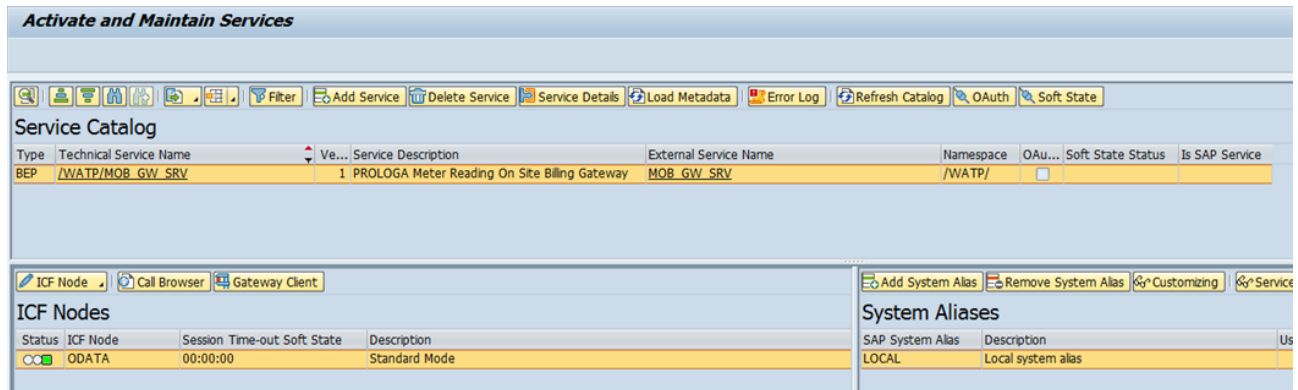 Activate and Maintain Services
Filter Add Service Delete Service Service Details Load Metadata Error Log Refresh Catalog OAuth Soft State
Service Catalog
Type Technical Service Name Ve... Service Description External Service Name Namespace OAu... Soft State Status Is SAP Service
BEP /WATP/MOB_GW_SRV 1 PROLOGA Meter Reading On Site Billing Gateway MOB_GW_SRV /WATP/
ICF Node Call Browser Gateway Client
ICF Nodes
Status ICF Node Session Time-out Soft State Description
ODATA 00:00:00 Standard Mode
Add System Alias Remove System Alias Customizing Service
System Aliases
SAP System Alias Description Us
LOCAL Local system alias